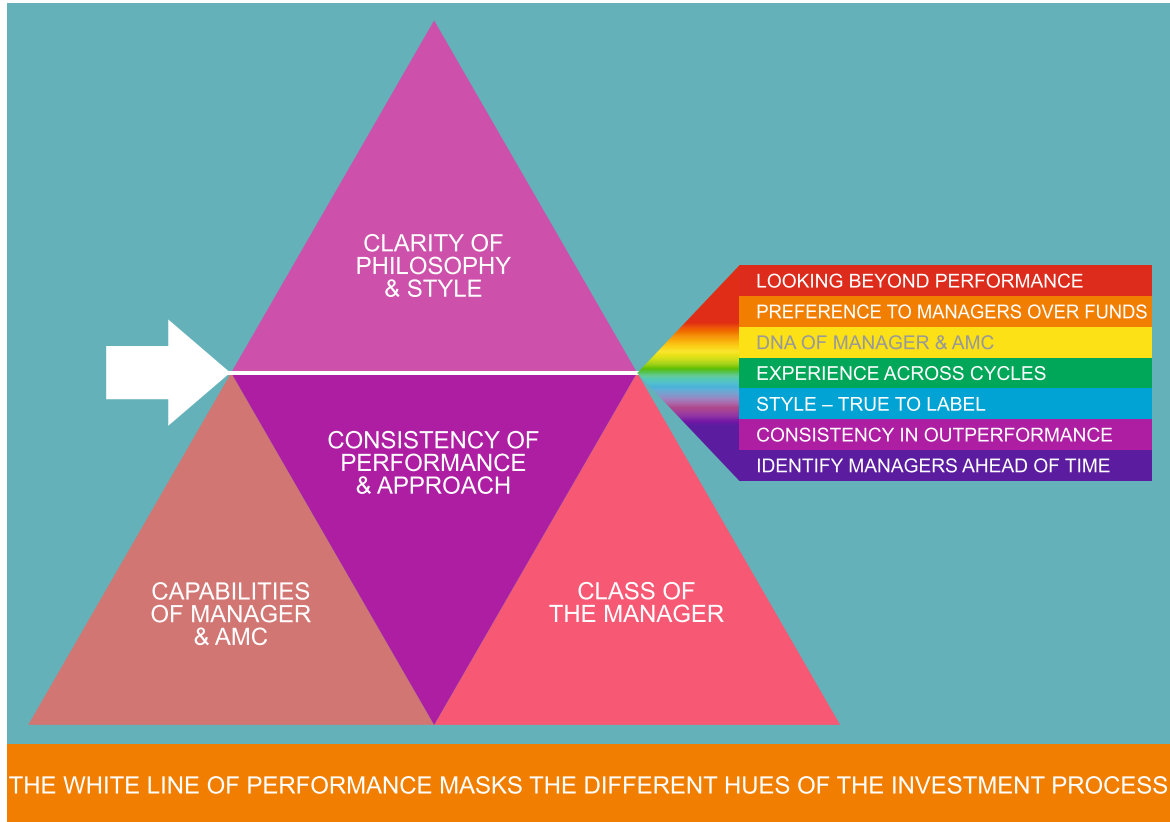 CLARITY OF
PHILOSOPHY
& STYLE
LOOKING BEYOND PERFORMANCE
PREFERENCE TO MANAGERS OVER FUNDS
DNA OF MANAGER & AMC
EXPERIENCE ACROSS CYCLES
STYLE – TRUE TO LABEL
CONSISTENCY IN OUTPERFORMANCE
IDENTIFY MANAGERS AHEAD OF TIME
CONSISTENCY OF
PERFORMANCE
& APPROACH
CAPABILITIES
OF MANAGER
& AMC
CLASS OF
THE MANAGER
THE WHITE LINE OF PERFORMANCE MASKS THE DIFFERENT HUES OF THE INVESTMENT PROCESS